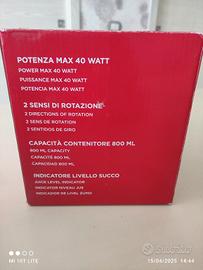 POTENZA MAX 40 WATT
POWER MAX 40 WATT
PUISSANCE MAX 40 WATT
POTENCIA MAX 40 WATT
2 SENSI DI ROTAZIONE
2 DIRECTIONS OF ROTATION
2 SENS DE ROTATION
2 SENTIDOS DE GIRO
CAPACITÀ CONTENITORE 800 ML
800 ML CAPACITY
CAPACITÉ 800 ML
CAPACIDAD 800 ML
INDICATORE LIVELLO SUCCO
JUICE LEVEL INDICATOR
INDICATEUR NIVEAU JUS
INDICADOR DE NIVEL ZUMO
MI 10T LITE
15/04/2025 14:44
subito